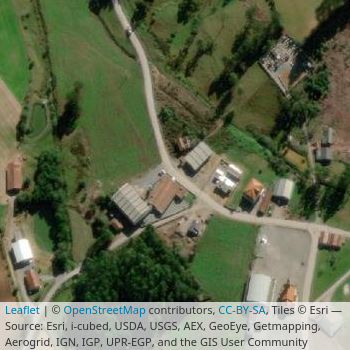 Leaflet | © OpenStreetMap contributors, CC-BY-SA, Tiles © Esri —
Source: Esri, i-cubed, USDA, USGS, AEX, GeoEye, Getmapping,
Aerogrid, IGN, IGP, UPR-EGP, and the GIS User Community